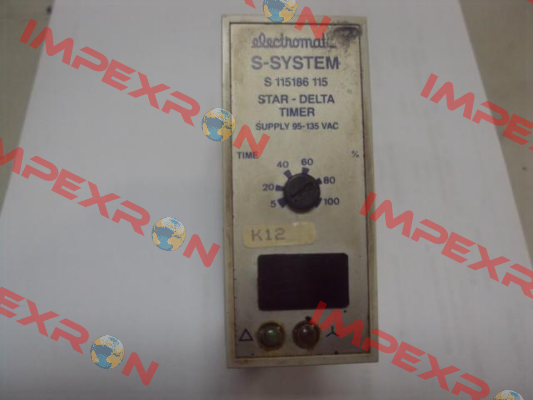 electromatic
S-SYSTEM
S 115186 115
STAR - DELTA
TIMER
SUPPLY 95-135 VAC
TIME %
40 60
20 80
5 100
K12
IMPEXRON
IMPEXRON
IMPEXRON
IMPEXRON
IMPEXRON
IMPEXRON